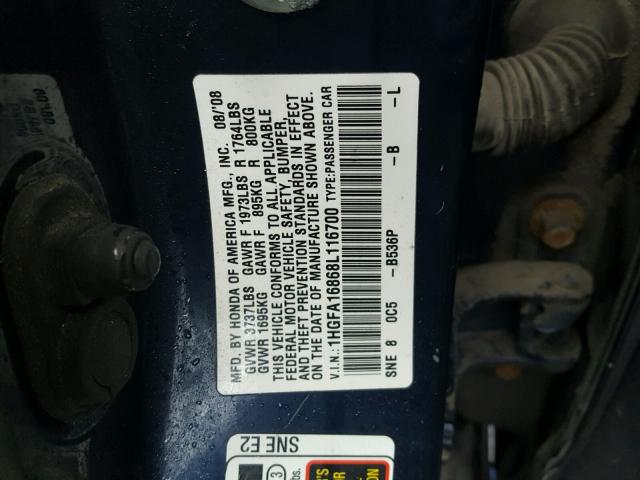 MFD. BY HONDA OF AMERICA MFG., INC. 08/'08
GVWR 3737LBS GAWR F 1973LBS R 1764LBS
GVWR 1695KG GAWR F 895KG R 800KG
THIS VEHICLE CONFORMS TO ALL APPLICABLE
FEDERAL MOTOR VEHICLE SAFETY, BUMPER,
AND THEFT PREVENTION STANDARDS IN EFFECT
ON THE DATE OF MANUFACTURE SHOWN ABOVE.
V.I.N.: 1HGFA16868L116700 TYPE:PASSENGER CAR
SNE 8 0C5 -B536P -B -L
SNE E2
3
lbs.